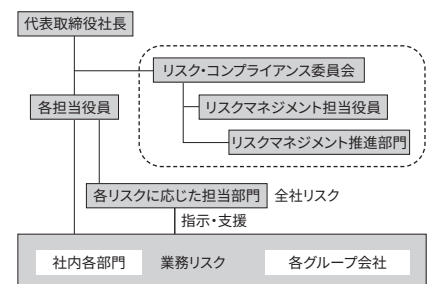 代表取締役社長
リスク・コンプライアンス委員会
各担当役員
リスクマネジメント担当役員
リスクマネジメント推進部門
各リスクに応じた担当部門 全社リスク
指示・支援
社内各部門 業務リスク 各グループ会社